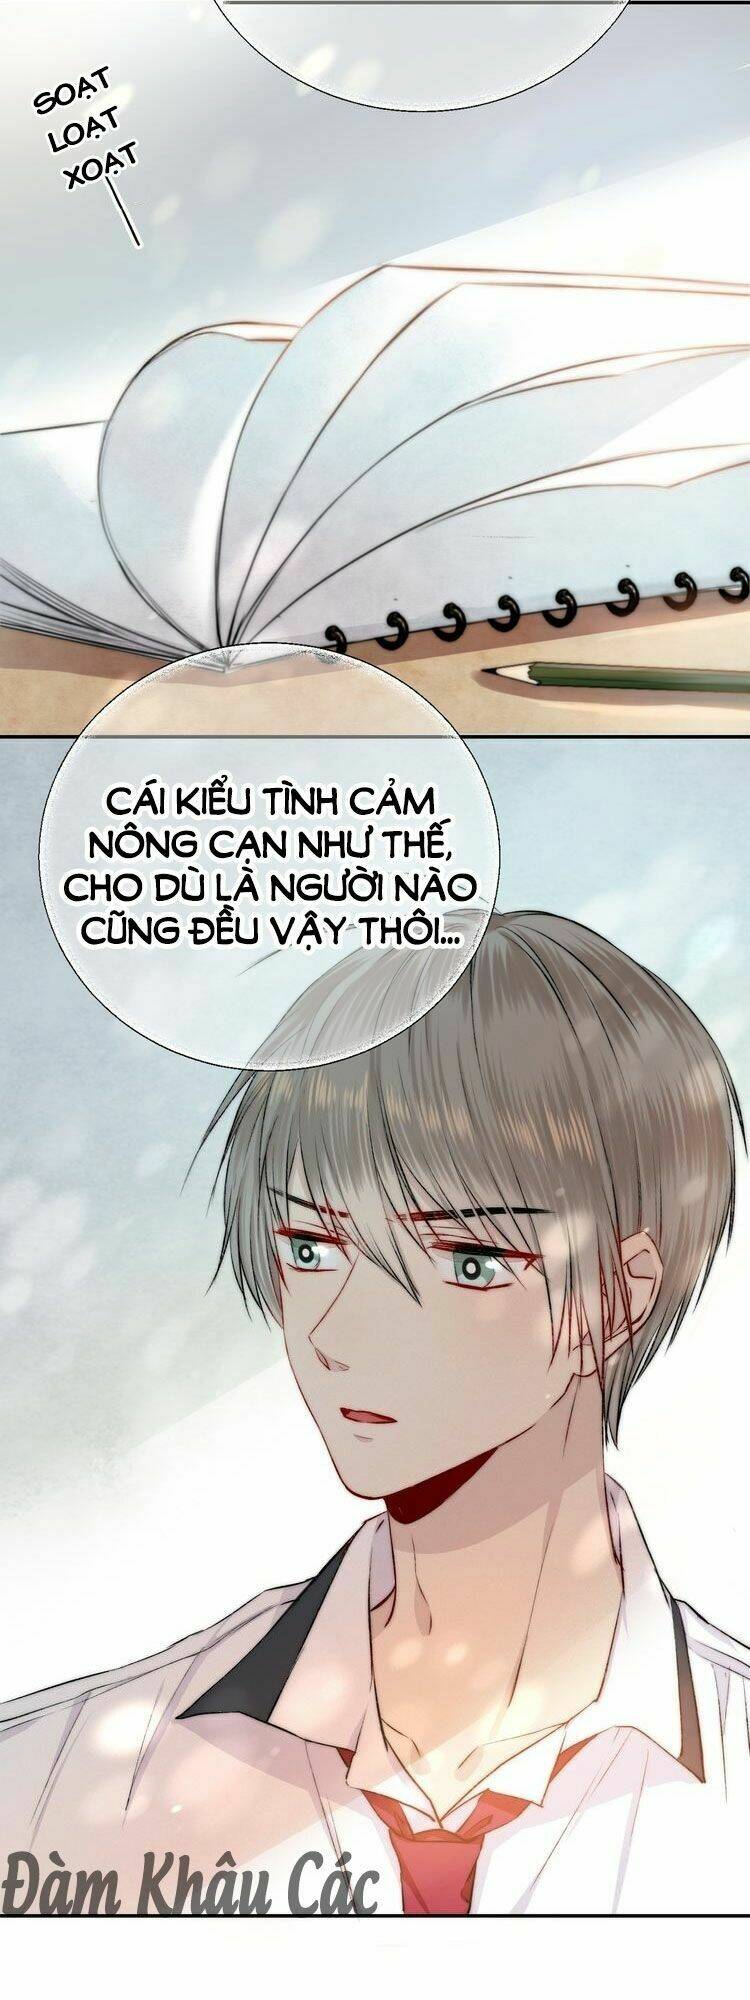 SOẠT
LOẠT
XOẠT
CÁI KIỂU TÌNH CẢM
NÔNG CẠN NHƯ THẾ,
CHO DÙ LÀ NGƯỜI NÀO
CŨNG ĐỀU VẬY THÔI...
Đàm Khâu Các